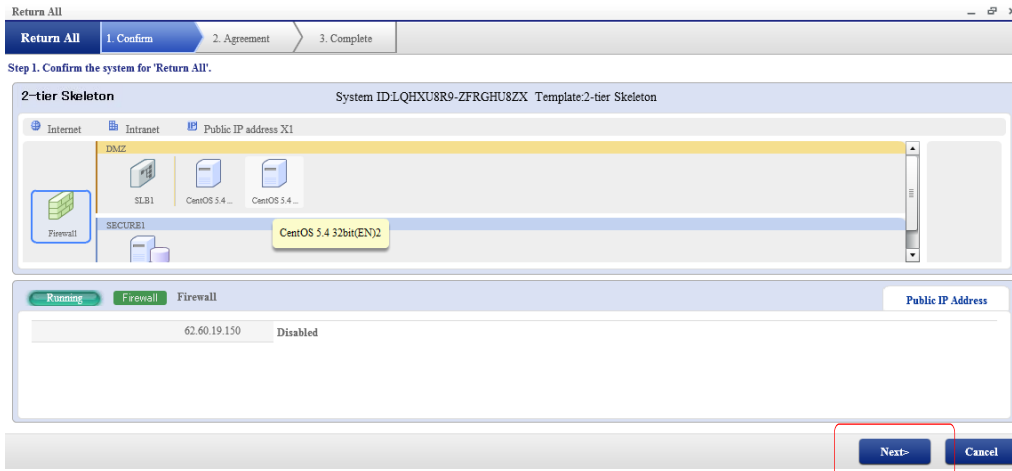 Return All
Return All 1. Confirm 2. Agreement 3. Complete
Step 1. Confirm the system for 'Return All'.
2-tier Skeleton System ID:LQHXU8R9-ZFRGHU8ZX Template:2-tier Skeleton
Internet Intranet IP Public IP address X1
DMZ
SLB1 CentOS 5.4 ... CentOS 5.4 ...
Firewall
SECURE1
CentOS 5.4 32bit(EN)2
Running Firewall Firewall Public IP Address
62.60.19.150 Disabled
Next> Cancel